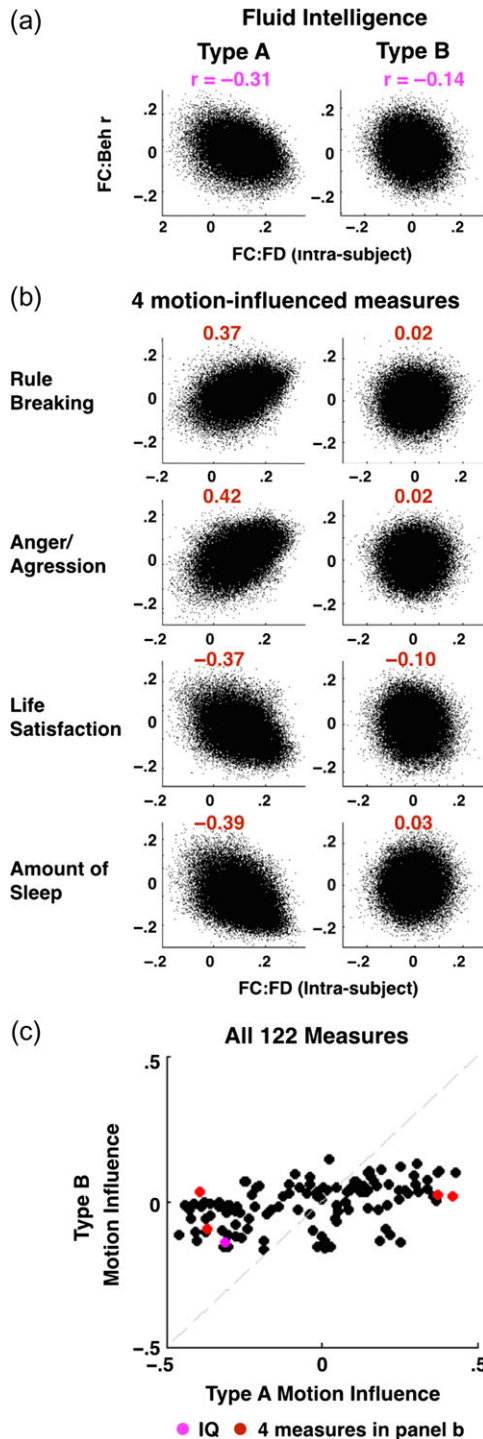 (a)
Fluid Intelligence
Type A Type B
r = −0.31 r = −0.14
FC:Beh r
.2 .2
0 0
−.2 −.2
2 0 .2 −.2 0 .2
FC:FD (Intra-subject)
(b)
4 motion-influenced measures
0.37 0.02
Rule
Breaking
.2 .2
0 0
−.2 −.2
−.2 0 .2 −.2 0 .2
0.42 0.02
Anger/
Agression
.2 .2
0 0
−.2 −.2
−.2 0 .2 −.2 0 .2
−0.37 −0.10
Life
Satisfaction
.2 .2
0 0
−.2 −.2
−.2 0 .2 −.2 0 .2
−0.39 0.03
Amount of
Sleep
.2 .2
0 0
−.2 −.2
−.2 0 .2 −.2 0 .2
FC:FD (Intra-subject)
(c)
All 122 Measures
.5
Type B
Motion Influence
0
−.5
−.5 0 .5
Type A Motion Influence
IQ 4 measures in panel b